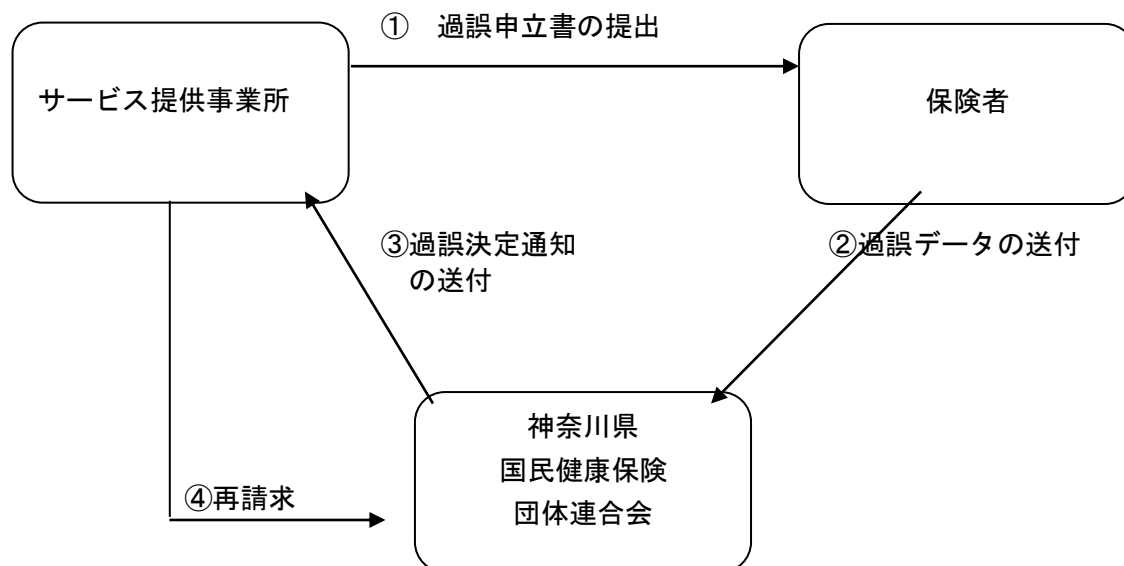 ① 過誤申立書の提出
サービス提供事業所
保険者
③過誤決定通知
の送付
②過誤データの送付
神奈川県
国民健康保険
団体連合会
④再請求